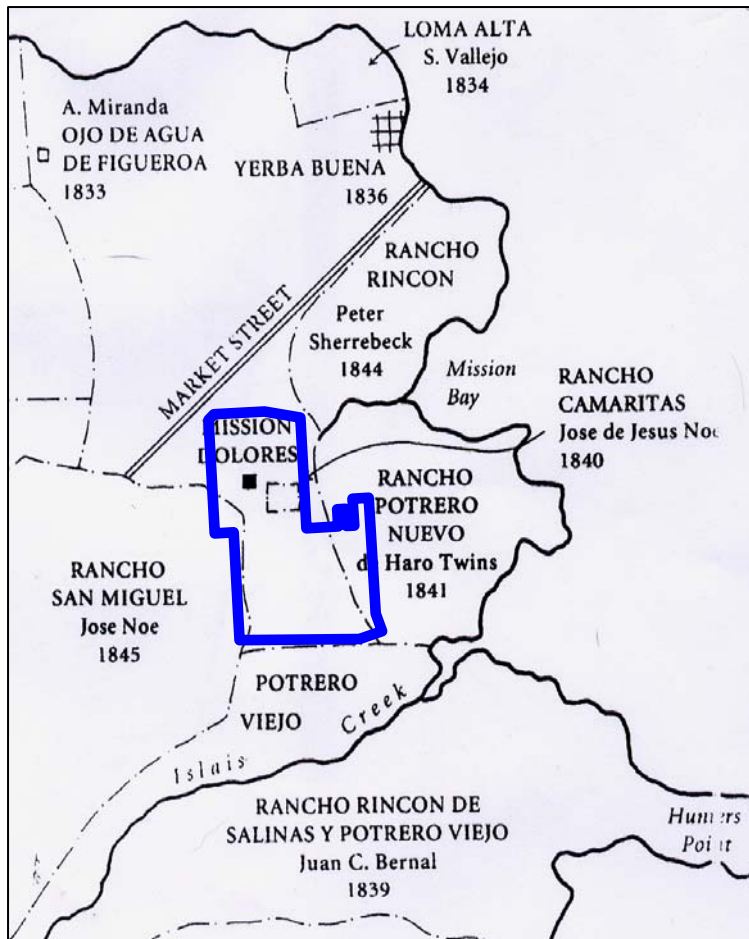 LOMA ALTA
S. Vallejo
1834
A. Miranda
OJO DE AGUA
DE FIGUEROA
1833
YERBA BUENA
1836
RANCHO
RINCON
Peter
Sherrebeck
1844
MARKET STREET
Mission
Bay
RANCHO
CAMARITAS
Jose de Jesus Noe
1840
MISSION
DOLORES
RANCHO
POTRERO
NUEVO
de Haro Twins
1841
RANCHO
SAN MIGUEL
Jose Noe
1845
POTRERO
VIEJO
Islais Creek
RANCHO RINCON DE
SALINAS Y POTRERO VIEJO
Juan C. Bernal
1839
Hunters
Point